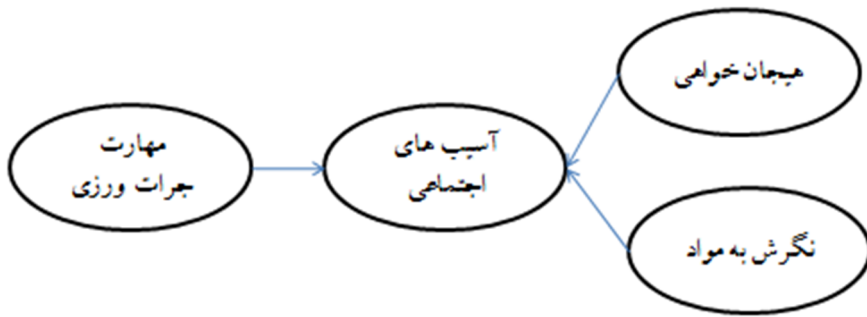 هیجان خواهی
آسیب های
اجتماعی
مهارت
جرات ورزی
نگرش به مواد